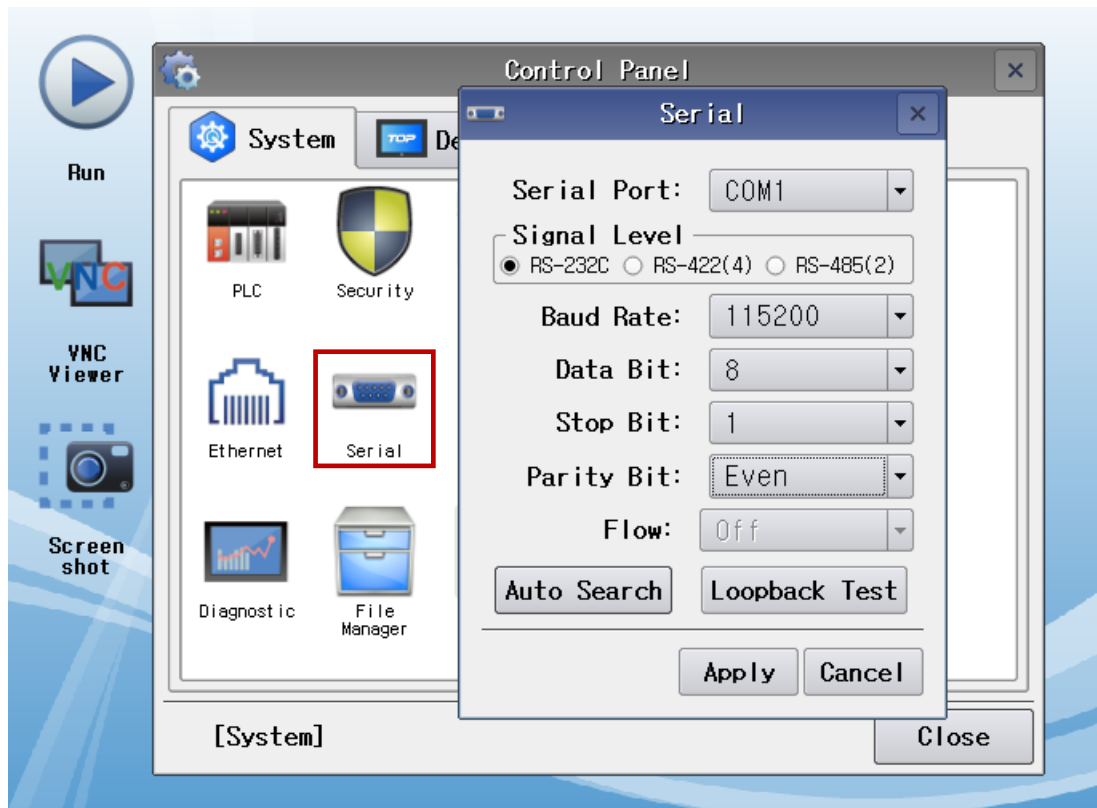 Control Panel
Serial
System
TOP
De
Run
VNC
VNC
Viewer
Screen
shot
PLC
Security
Ethernet
Serial
Diagnostic
File
Manager
Serial Port: COM1
Signal Level
RS-232C RS-422(4) RS-485(2)
Baud Rate: 115200
Data Bit: 8
Stop Bit: 1
Parity Bit: Even
Flow: Off
Auto Search Loopback Test
Apply Cancel
[System] Close